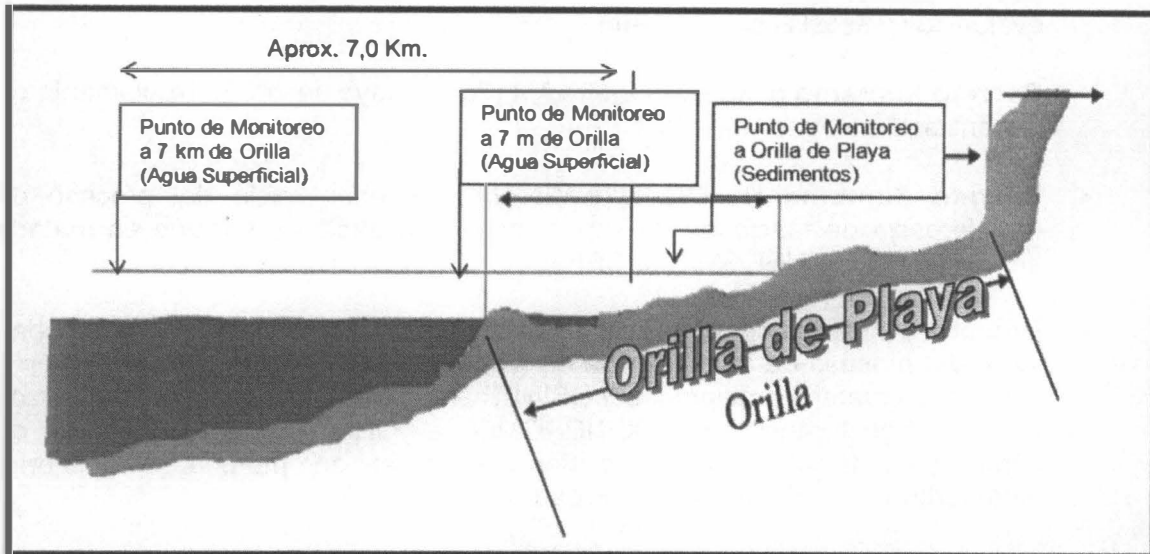 Aprox. 7,0 Km.
Punto de Monitoreo
a 7 km de Orilla
(Agua Superficial)
Punto de Monitoreo
a 7 m de Orilla
(Agua Superficial)
Punto de Monitoreo
a Orilla de Playa
(Sedimentos)
Orilla de Playa
Orilla